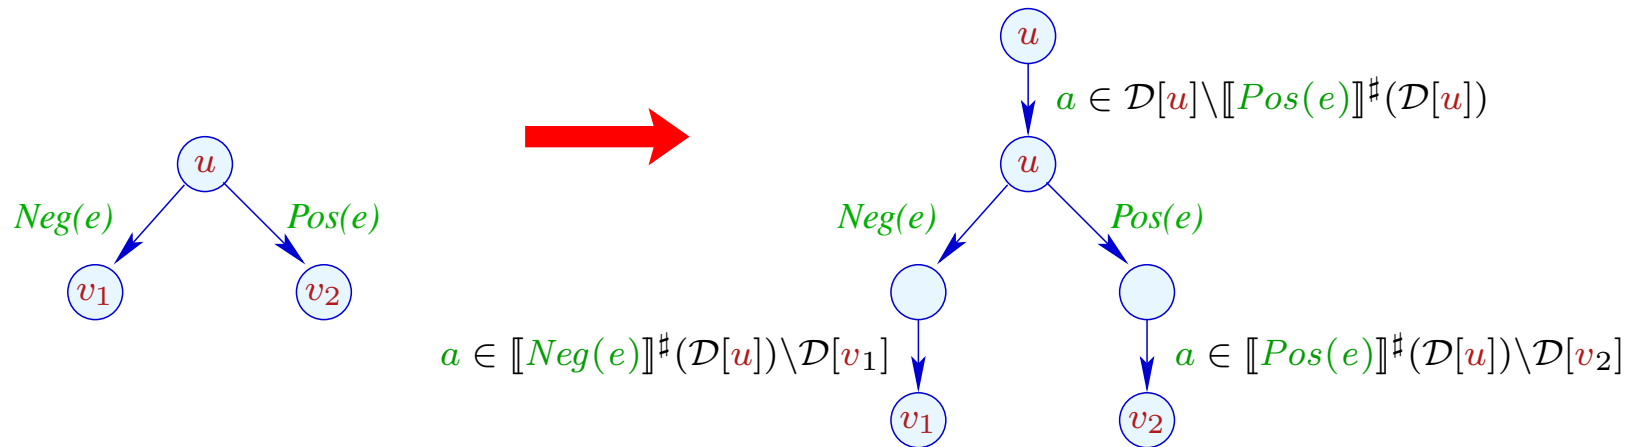 u
a ∈ 𝒟[u]\⟦Pos(e)⟧♯(𝒟[u])
u u
Neg(e) Pos(e) Neg(e) Pos(e)
v₁ v₂
a ∈ ⟦Neg(e)⟧♯(𝒟[u])\𝒟[v₁] a ∈ ⟦Pos(e)⟧♯(𝒟[u])\𝒟[v₂]
v₁ v₂